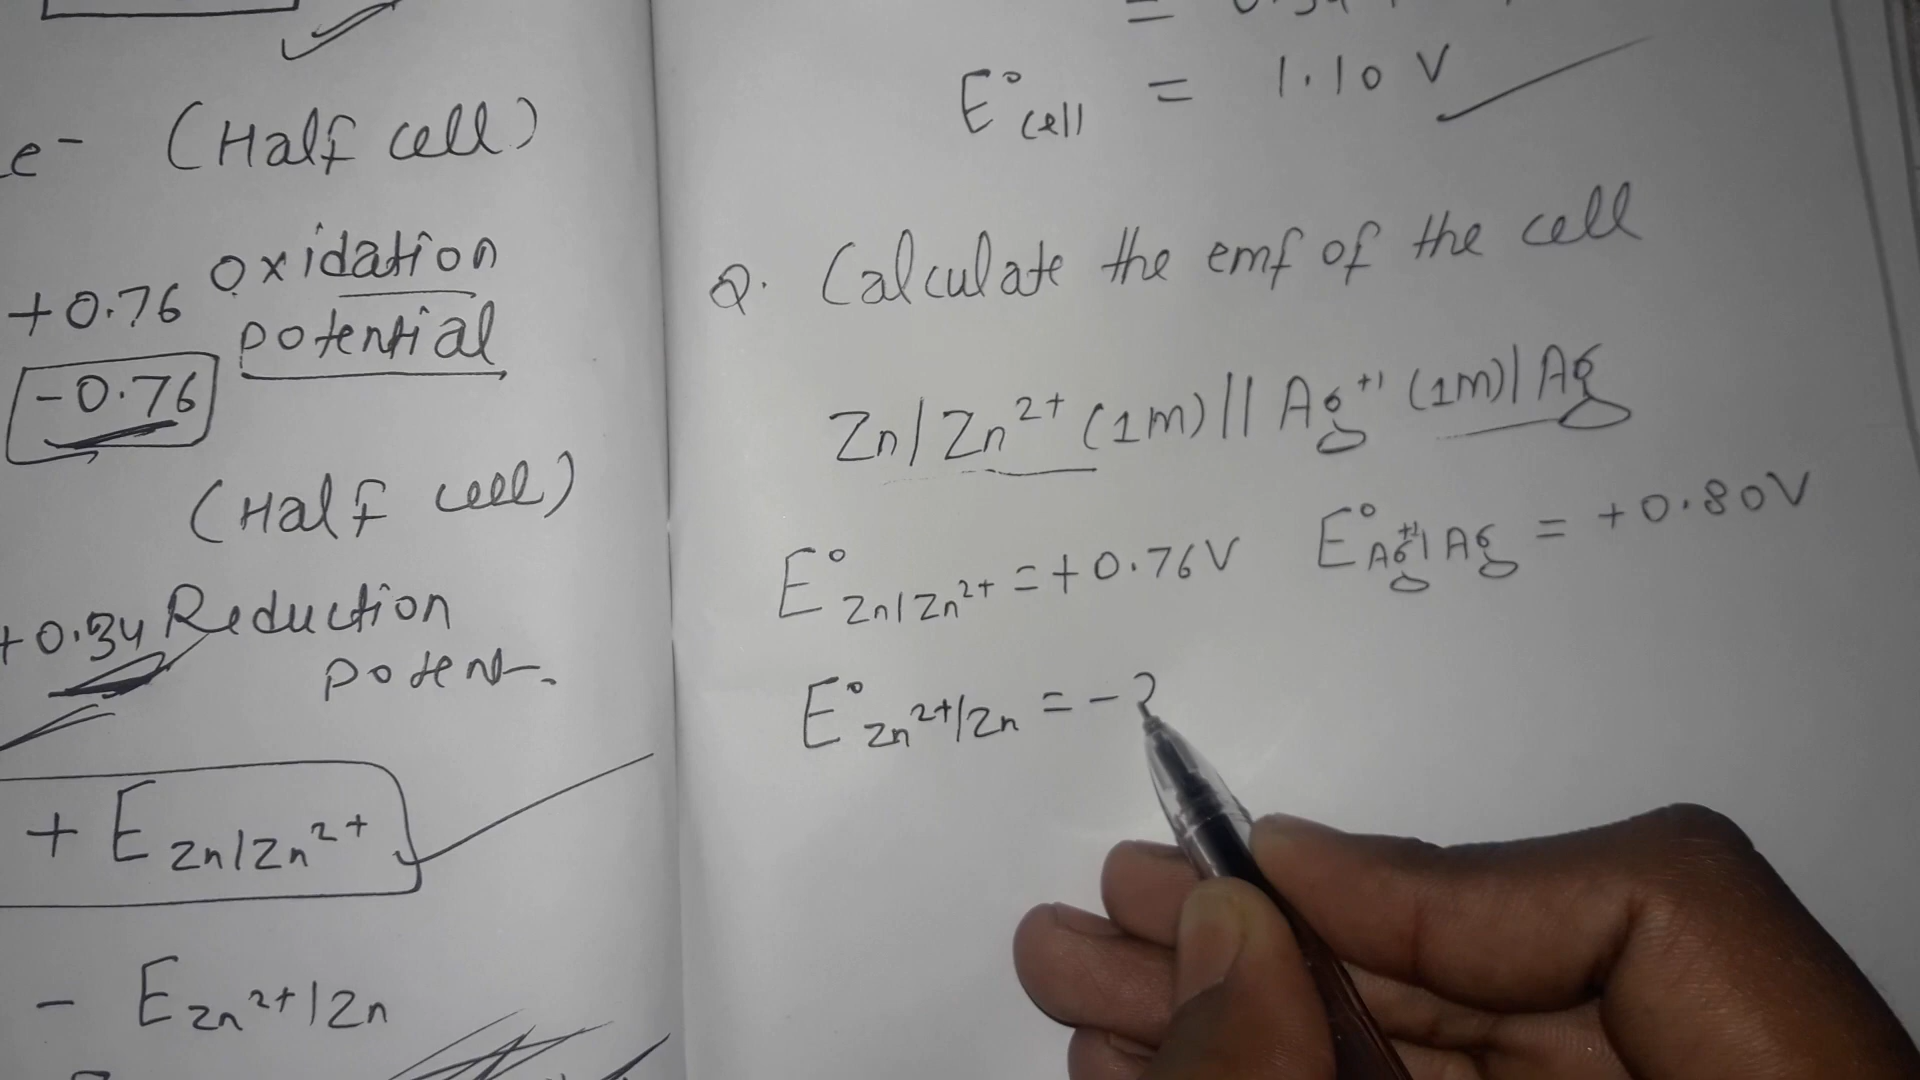 e- (Half cell)
+0.76 oxidation
-0.76 potential
(Half cell)
+0.34 Reduction
poten-.
+ E Zn|Zn²⁺
- E Zn²⁺|Zn
E°cell = 1.10 V
Q. Calculate the emf of the cell
Zn/Zn²⁺ (1M) || Ag⁺¹ (1M) | Ag
E° Zn|Zn²⁺ = +0.76V E° Ag⁺¹|Ag = +0.80V
E° Zn²⁺/Zn = -?